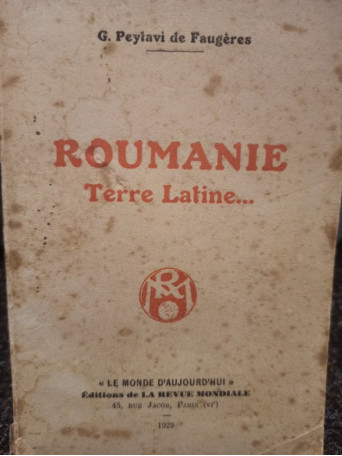 G. Peylavi de Faugères
ROUMANIE
Terre Latine...
RM
« LE MONDE D'AUJOURD'HUI »
Éditions de LA REVUE MONDIALE
45, RUE JACOB, PARIS (VIᵉ)
1929